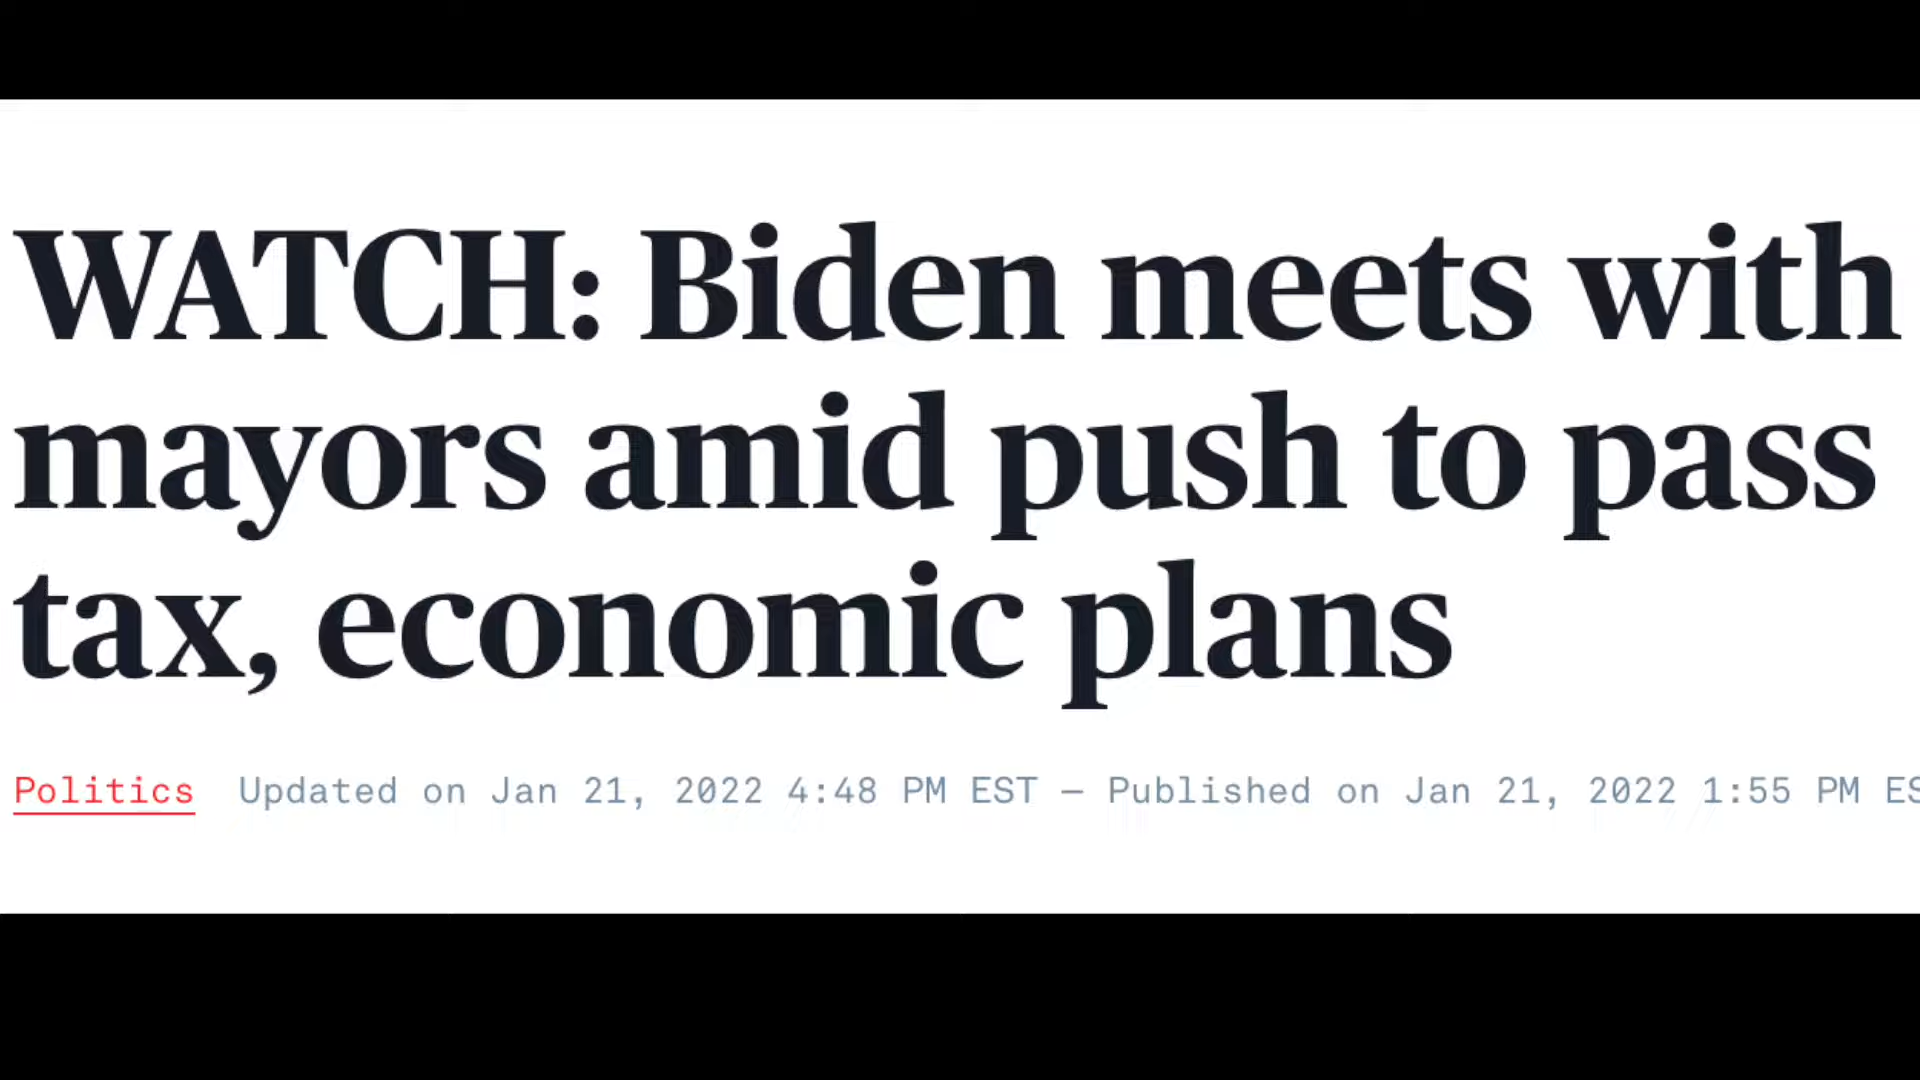 WATCH: Biden meets with
mayors amid push to pass
tax, economic plans
Politics Updated on Jan 21, 2022 4:48 PM EST — Published on Jan 21, 2022 1:55 PM ES